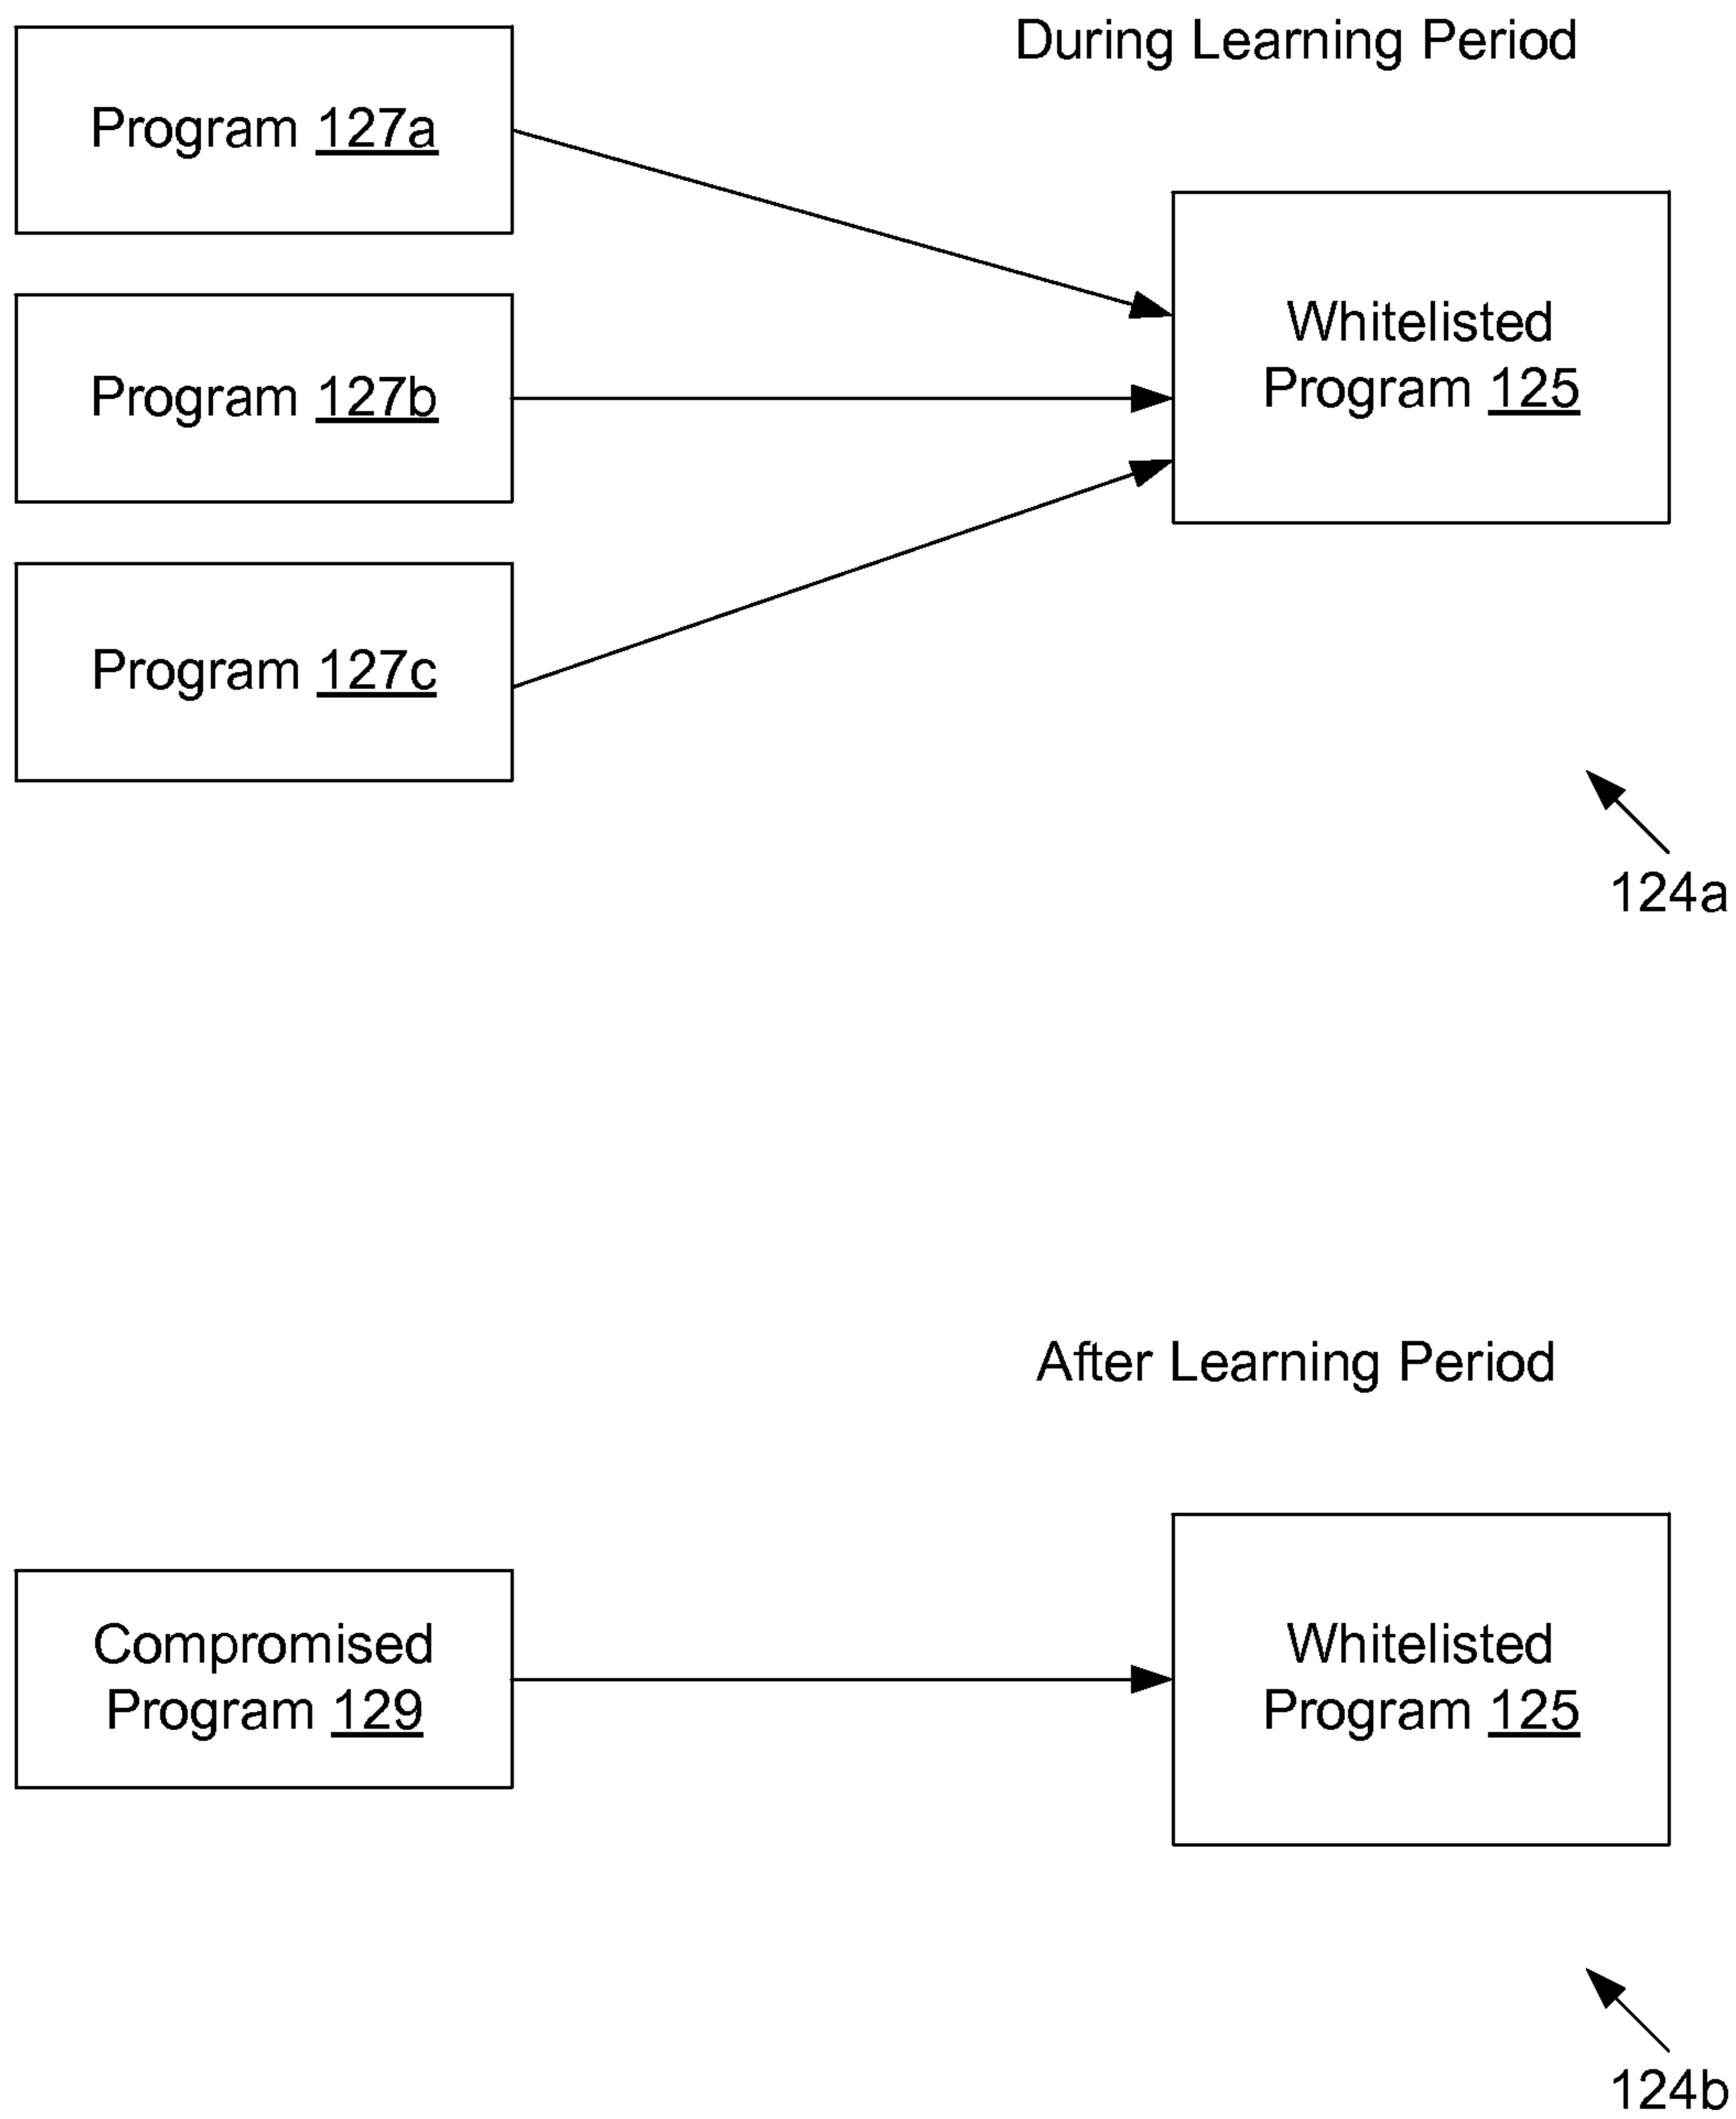 During Learning Period
Program 127a
Whitelisted
Program 125
Program 127b
Program 127c
124a
After Learning Period
Compromised
Program 129
Whitelisted
Program 125
124b